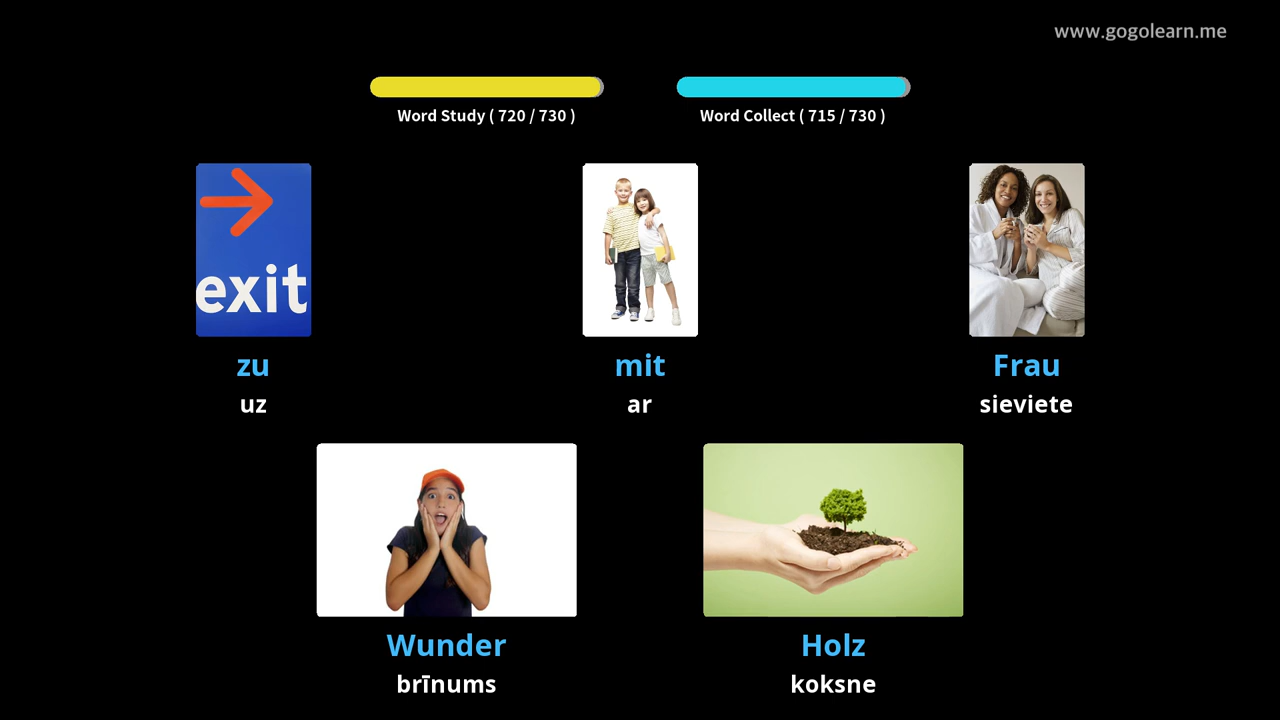 www.gogolearn.me
Word Study ( 720 / 730 )
Word Collect ( 715 / 730 )
exit
zu
uz
mit
ar
Frau
sieviete
Wunder
brīnums
Holz
koksne